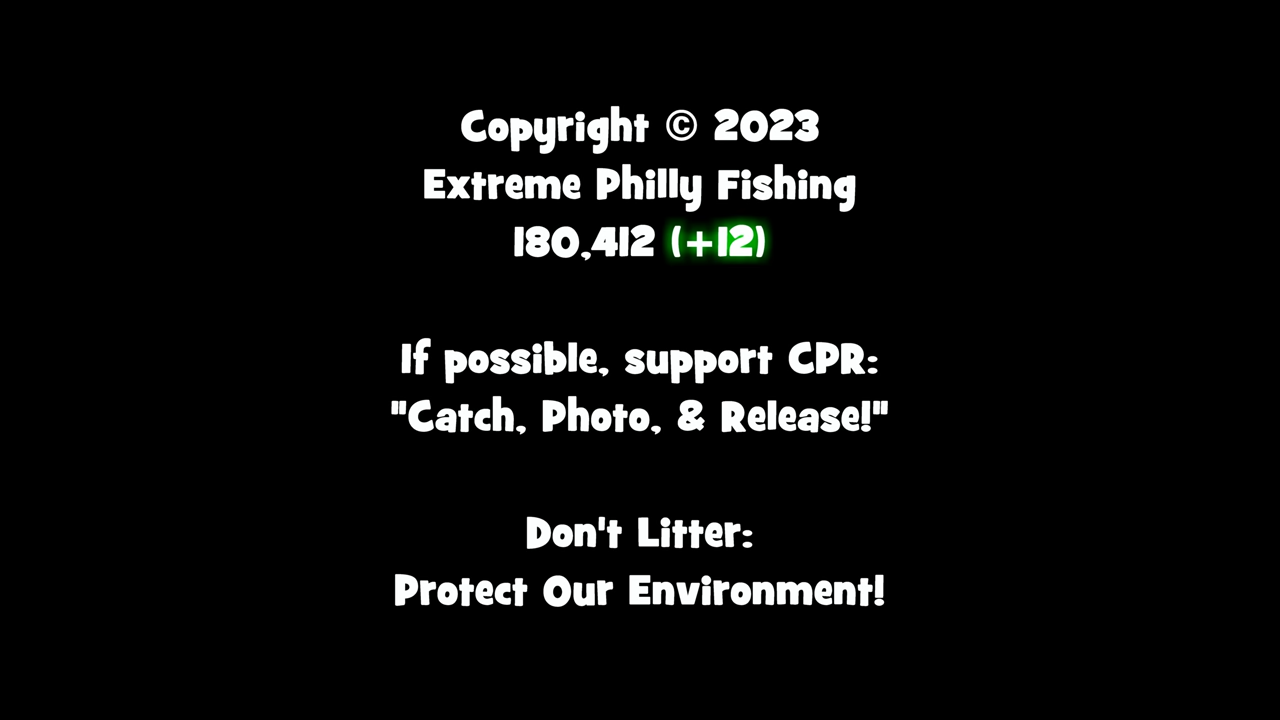 Copyright © 2023
Extreme Philly Fishing
180,412 (+12)
If possible, support CPR:
"Catch, Photo, & Release!"
Don't Litter:
Protect Our Environment!